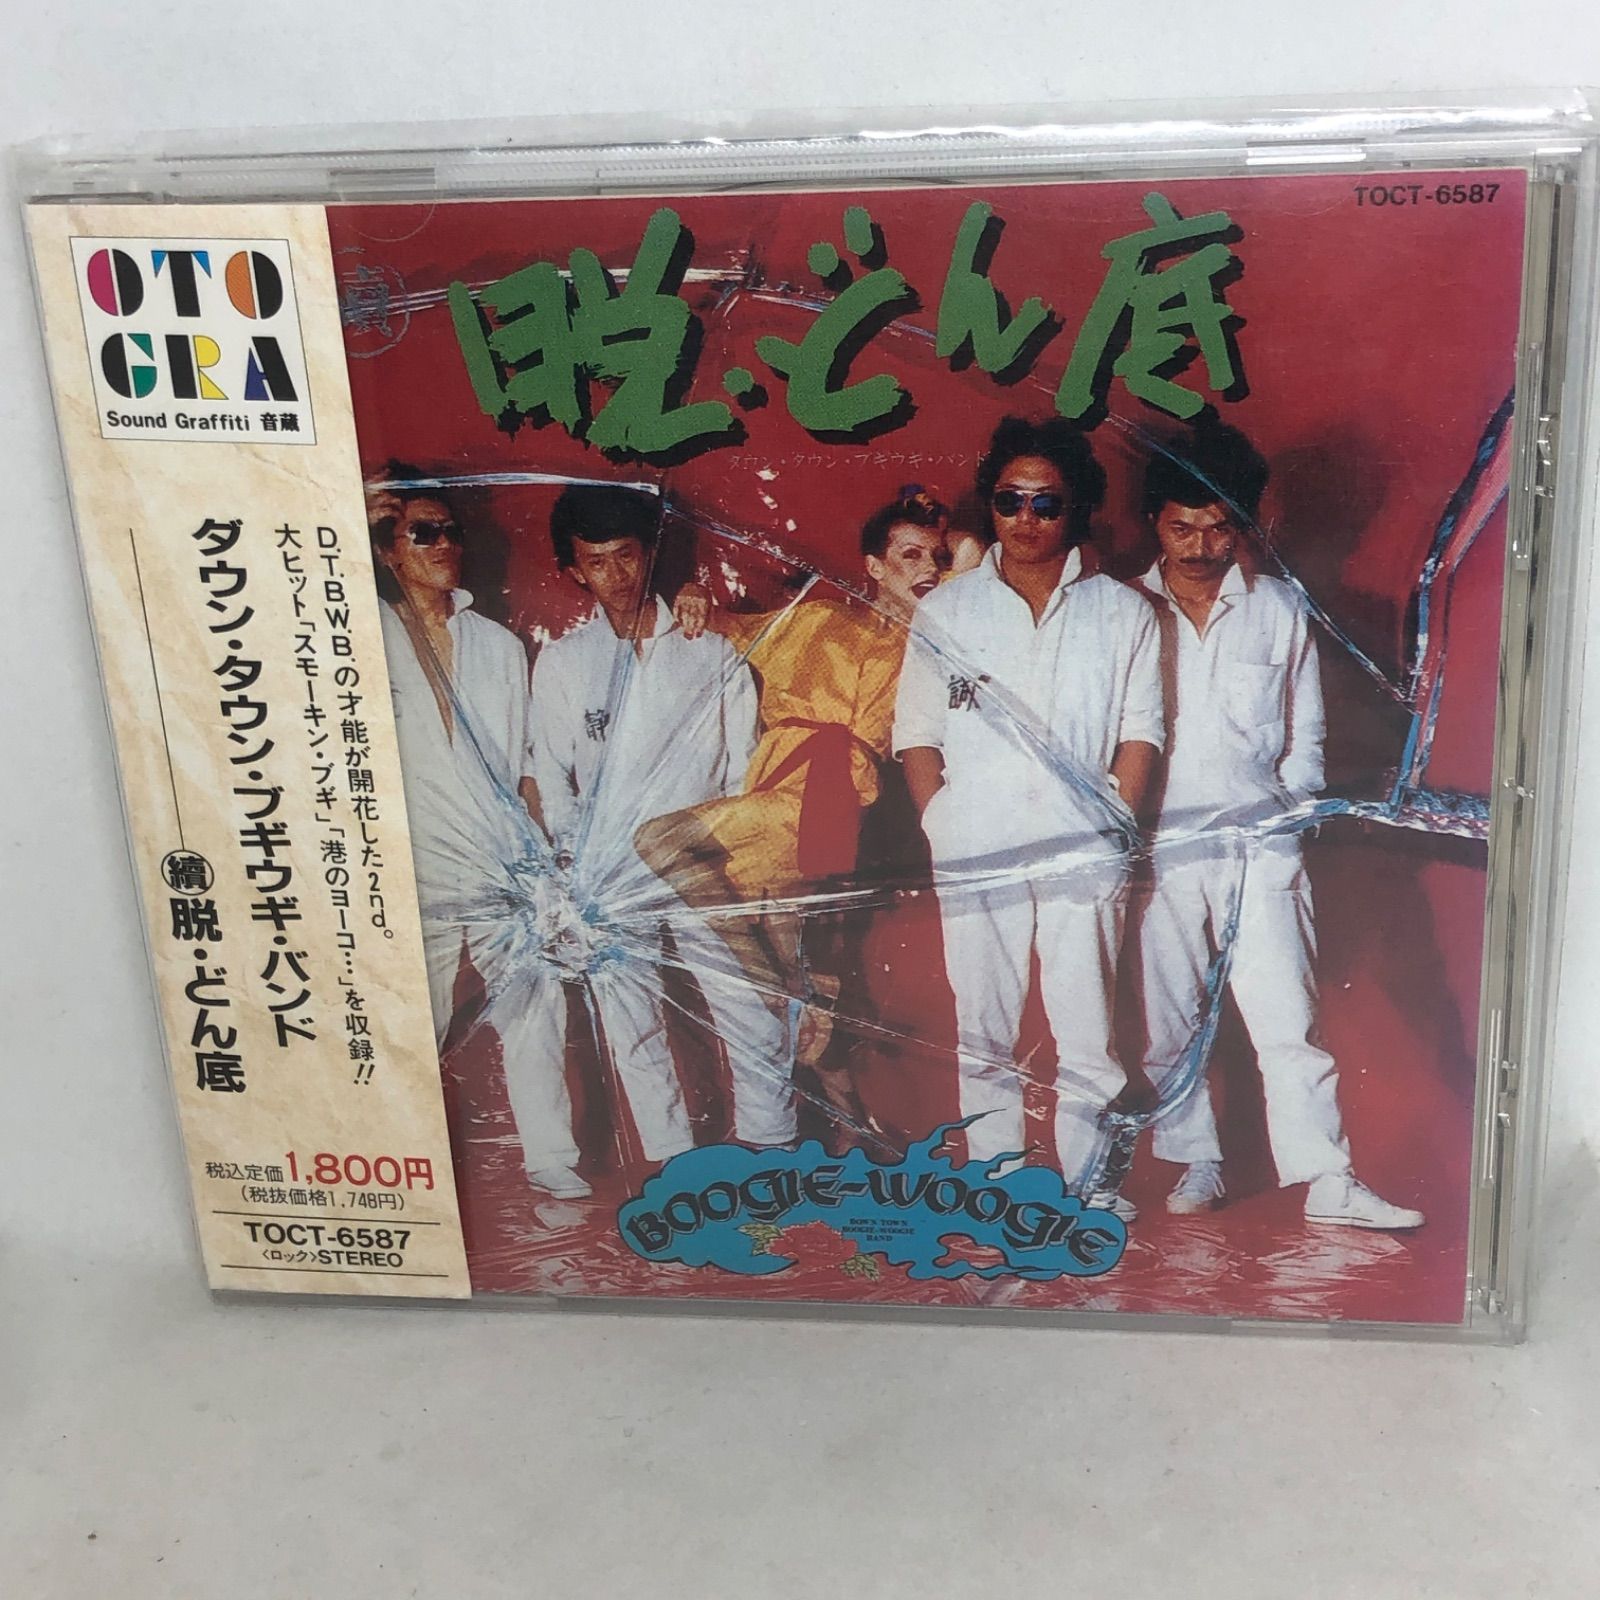 OTO
GRA
Sound Graffiti 音蔵
D.T.B.W.B.の才能が開花した2nd。
大ヒット「スモーキン・ブギ」「港のヨーコ…」を収録!!
ダウン・タウン・ブギウギ・バンド
續脱・どん底
税込定価1,800円
(税抜価格1,748円)
TOCT-6587
〈ロック〉STEREO
TOCT-6587
脱・どん底
ダウン・タウン・ブギウギ・バンド
静
誠
BOOGIE-WOOGIE
DOWN TOWN
BOOGIE-WOOGIE
BAND